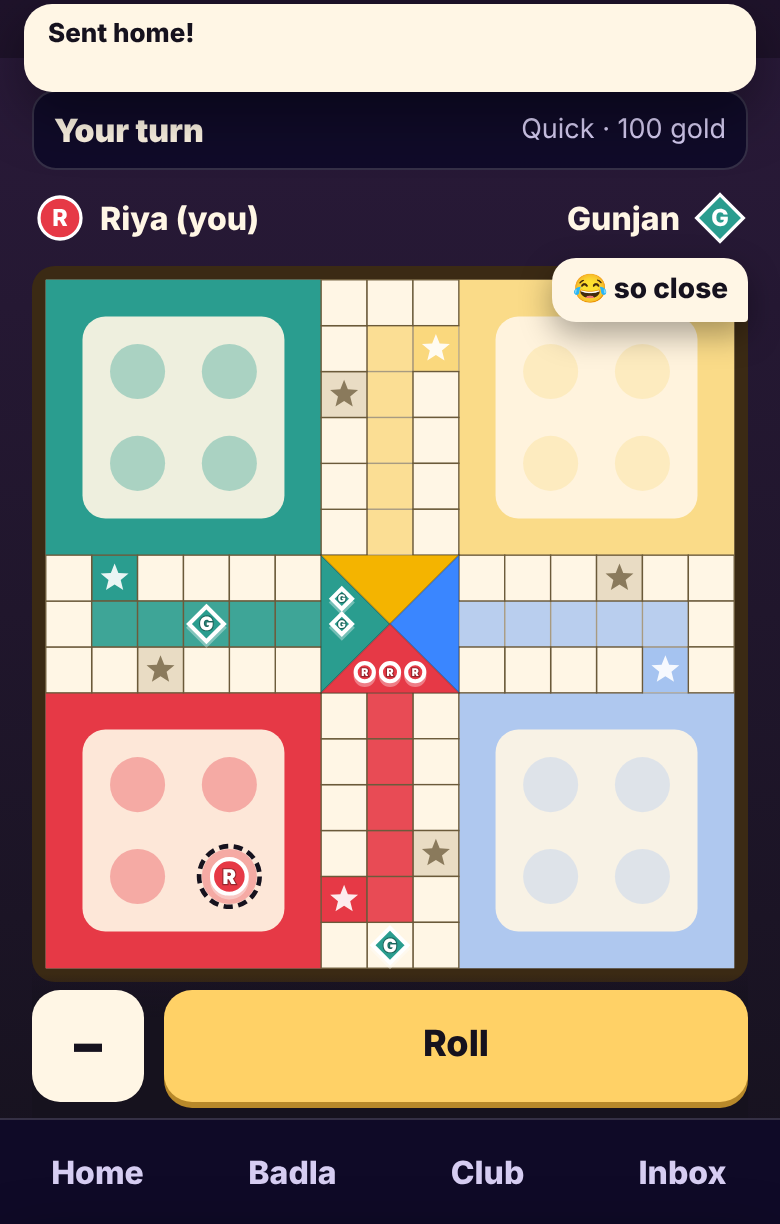 Sent home!
Your turn
Quick · 100 gold
R
Riya (you)
Gunjan
G
😂 so close
G
G
G
R R R
R
G
–
Roll
Home
Badla
Club
Inbox